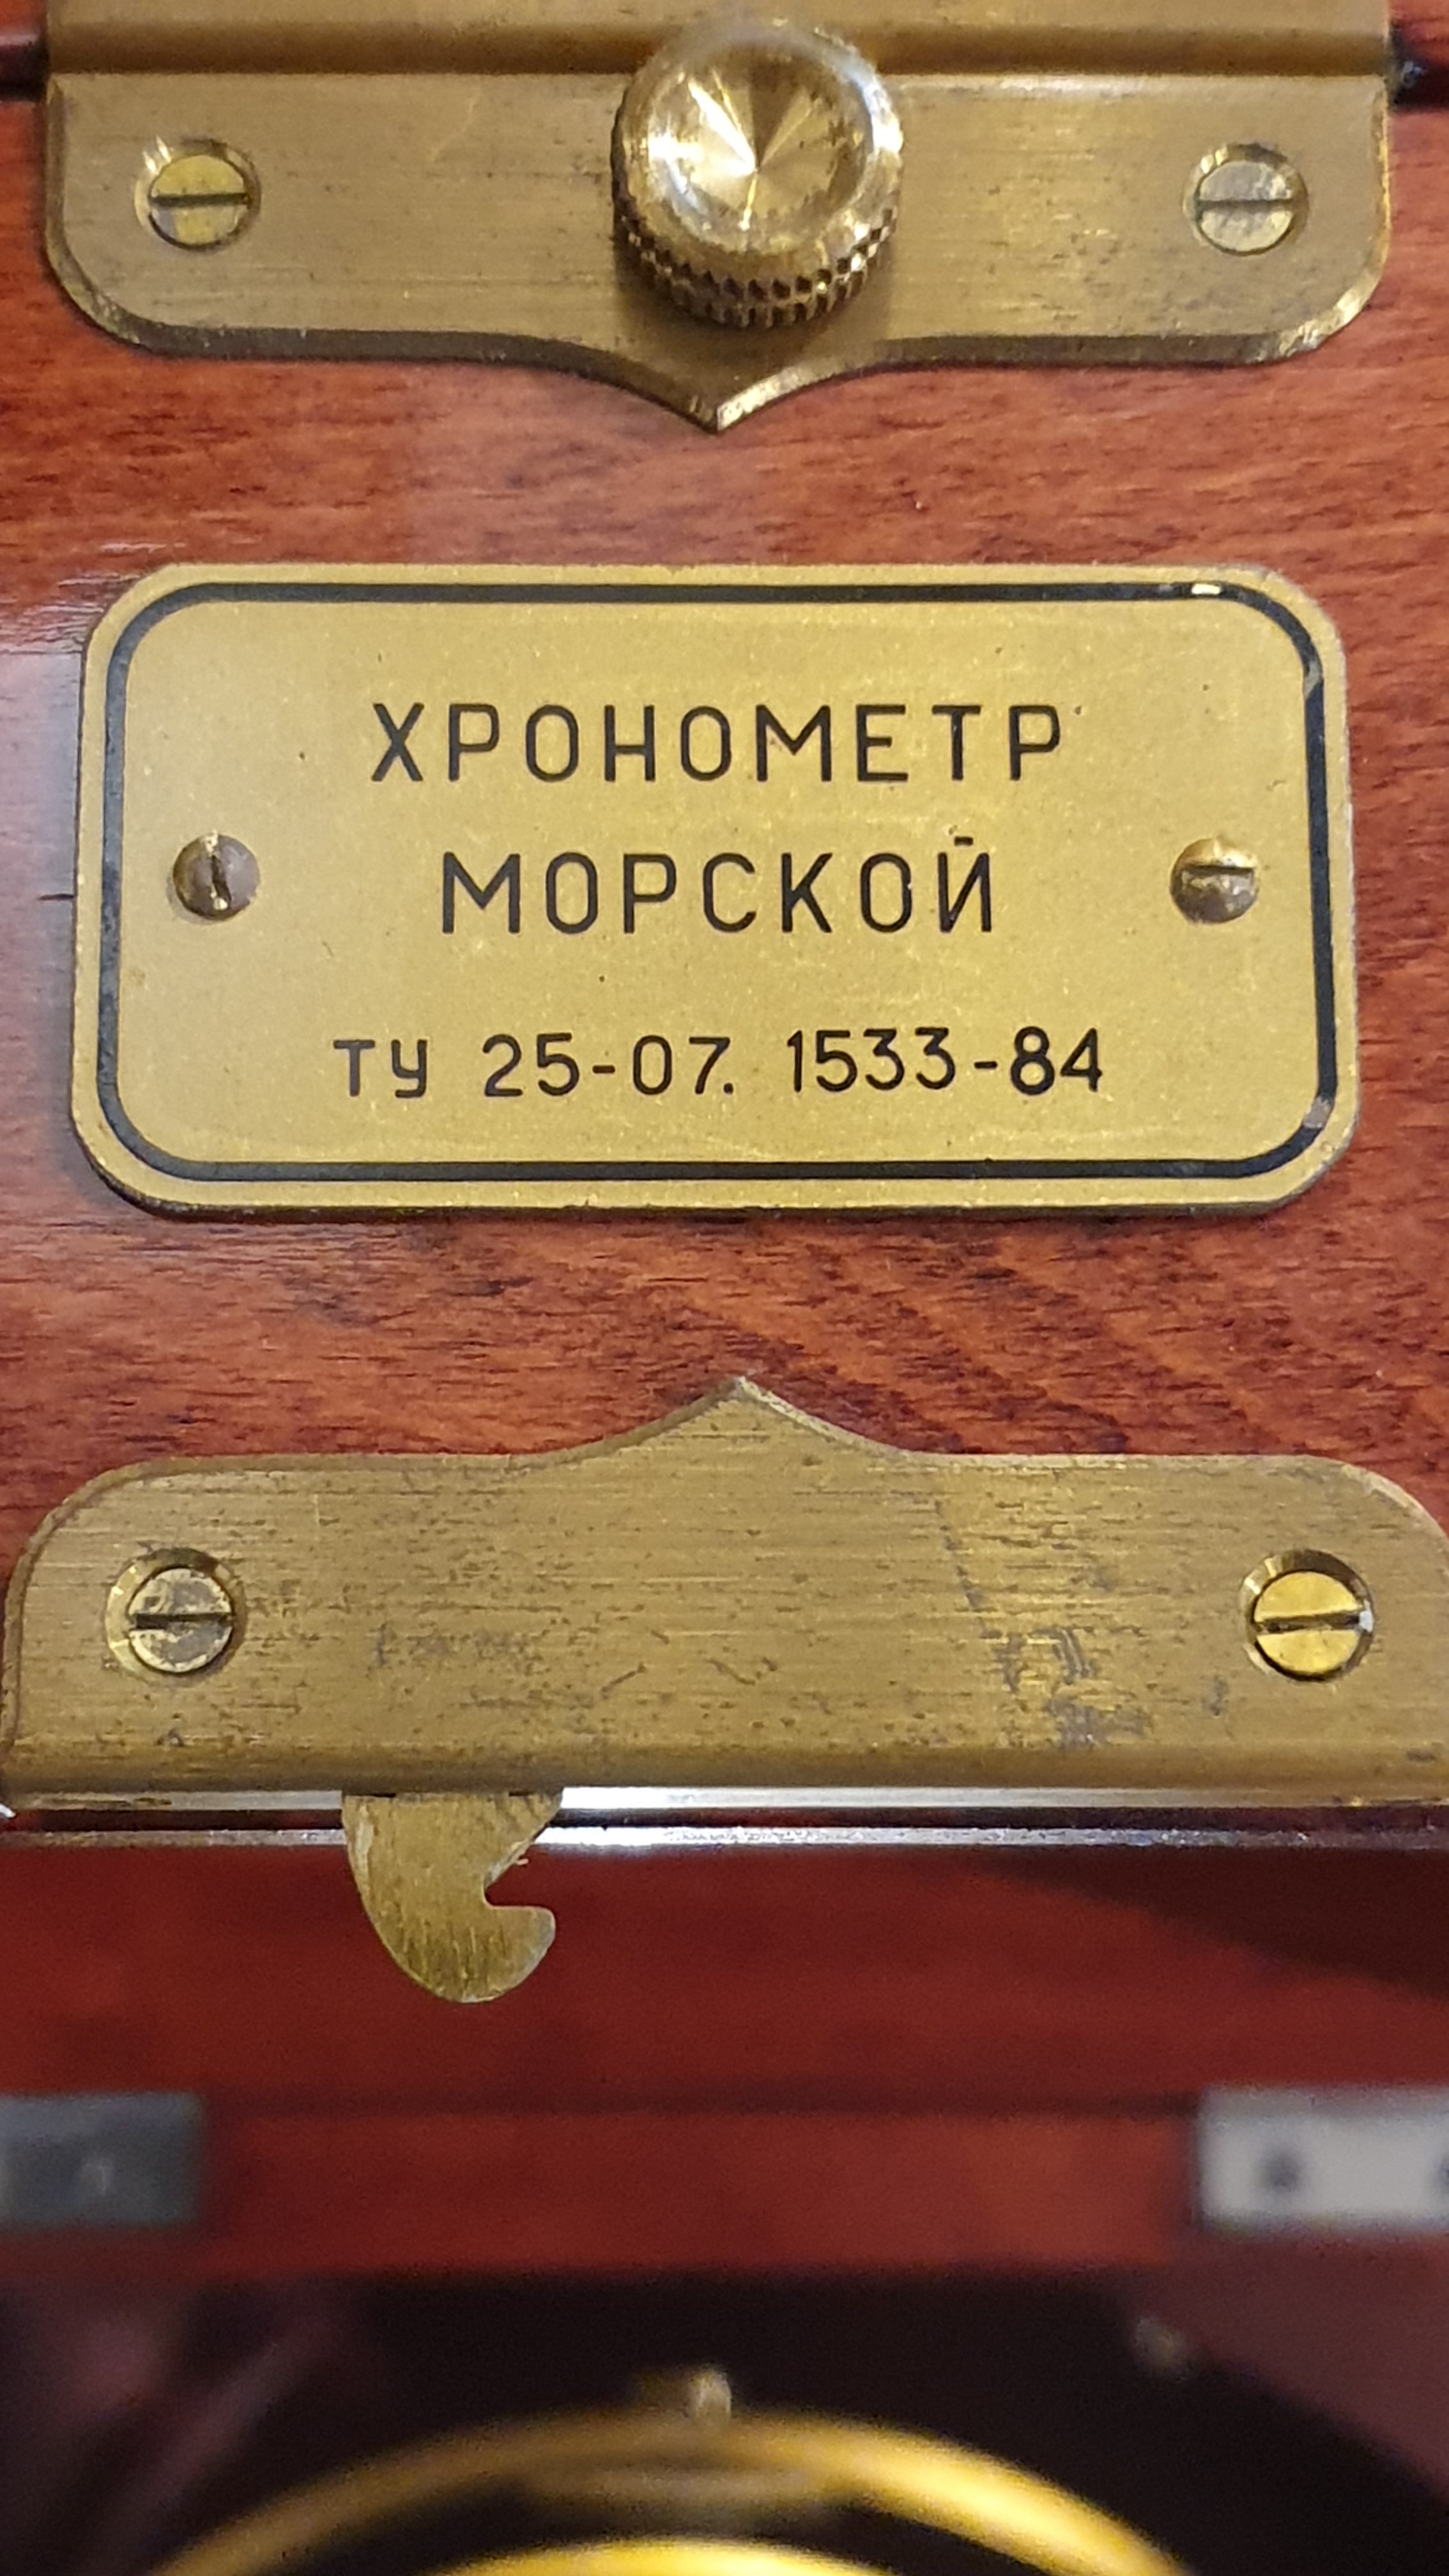 ХРОНОМЕТР
МОРСКОЙ
ТУ 25-07. 1533-84